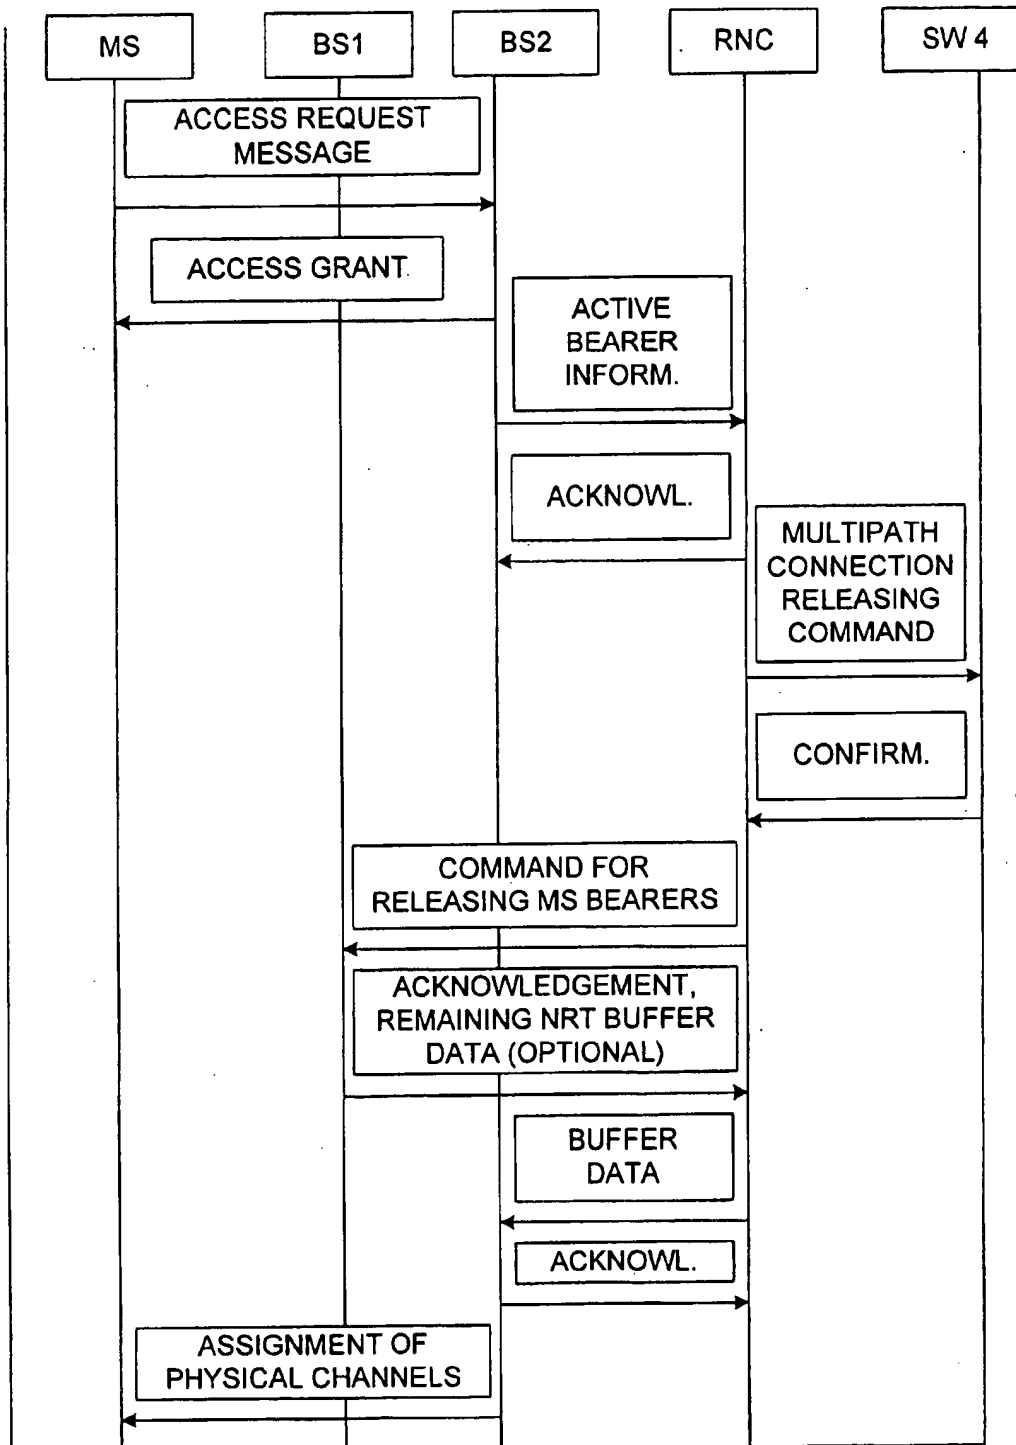 MS
BS1
BS2
RNC
SW 4
ACCESS REQUEST
MESSAGE
ACCESS GRANT
ACTIVE
BEARER
INFORM.
ACKNOWL.
MULTIPATH
CONNECTION
RELEASING
COMMAND
CONFIRM.
COMMAND FOR
RELEASING MS BEARERS
ACKNOWLEDGEMENT,
REMAINING NRT BUFFER
DATA (OPTIONAL)
BUFFER
DATA
ACKNOWL.
ASSIGNMENT OF
PHYSICAL CHANNELS